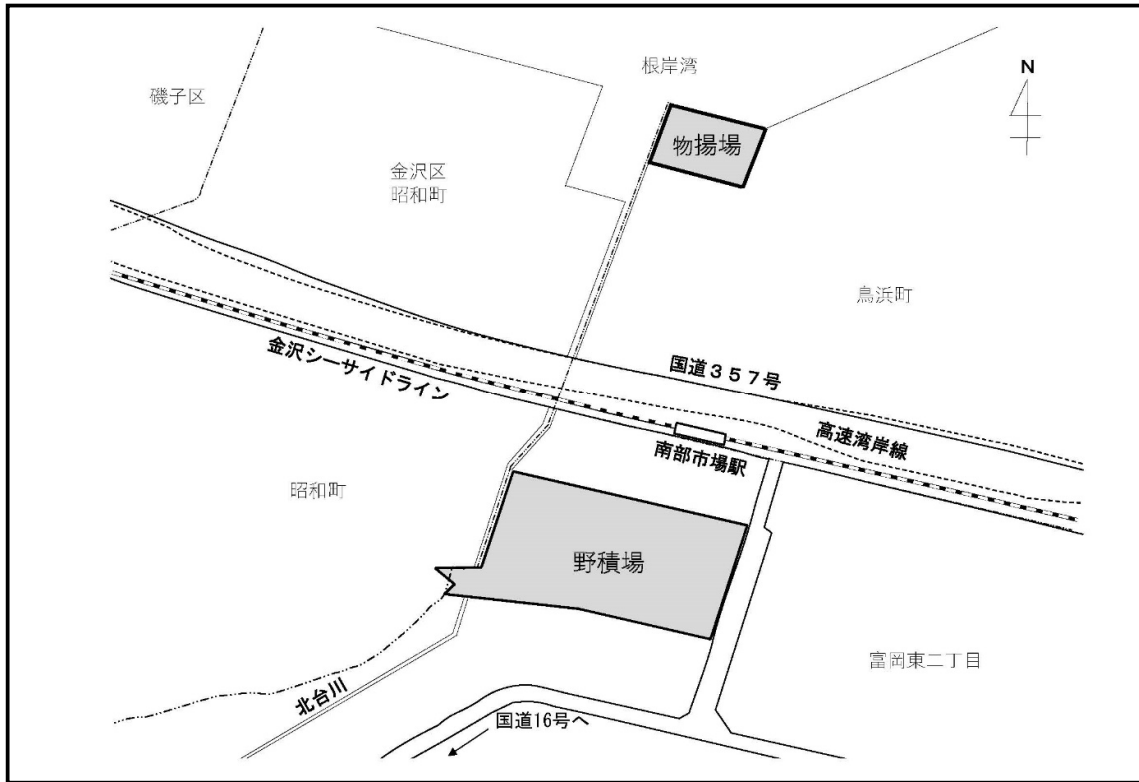 根岸湾
N
磯子区
物揚場
金沢区
昭和町
鳥浜町
国道357号
金沢シーサイドライン
高速湾岸線
南部市場駅
昭和町
野積場
富岡東二丁目
北台川
国道16号へ